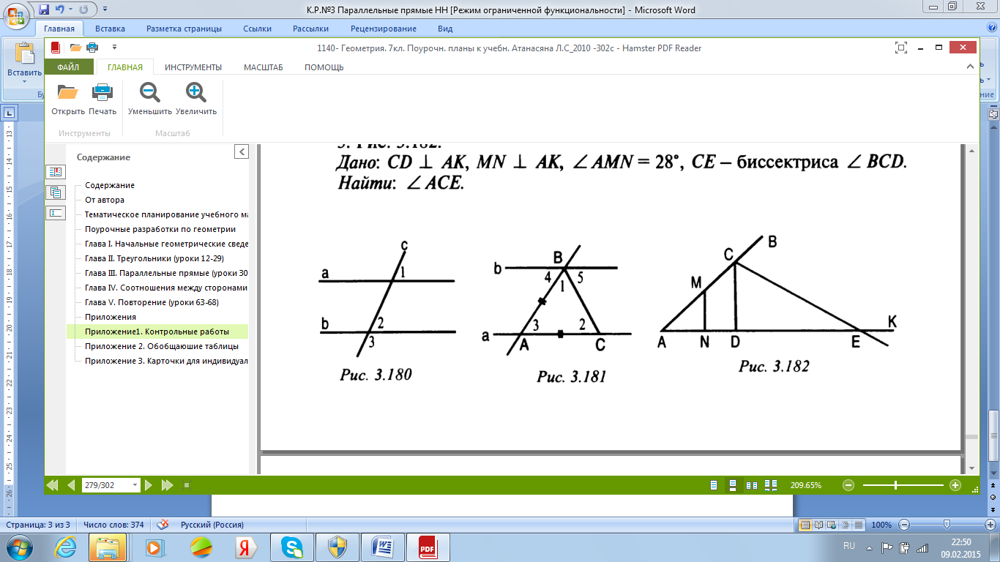 К.Р.№3 Параллельные прямые НН [Режим ограниченной функциональности] - Microsoft Word
Главная Вставка Разметка страницы Ссылки Рассылки Рецензирование Вид
Вставить
1140- Геометрия. 7кл. Поурочн. планы к учебн. Атанасяна Л.С_2010 -302с - Hamster PDF Reader
ФАЙЛ ГЛАВНАЯ ИНСТРУМЕНТЫ МАСШТАБ ПОМОЩЬ
Открыть Печать Уменьшить Увеличить
Инструменты Масштаб
Содержание
Содержание
От автора
Тематическое планирование учебного ма
Поурочные разработки по геометрии
Глава I. Начальные геометрические сведе
Глава II. Треугольники (уроки 12-29)
Глава III. Параллельные прямые (уроки 30
Глава IV. Соотношения между сторонами
Глава V. Повторение (уроки 63-68)
Приложения
Приложение1. Контрольные работы
Приложение 2. Обобщающие таблицы
Приложение 3. Карточки для индивидуал
3. Рис. 3.182.
Дано: CD ⊥ AK, MN ⊥ AK, ∠AMN = 28°, CE – биссектриса ∠BCD.
Найти: ∠ACE.
c
a 1
b 2
3
Рис. 3.180
B
b 4 1 5
3 2
a A C
Рис. 3.181
B
C
M
K
A N D E
Рис. 3.182
279/302
209.65%
Страница: 3 из 3 Число слов: 374 Русский (Россия) 100%
RU
22:50
09.02.2015